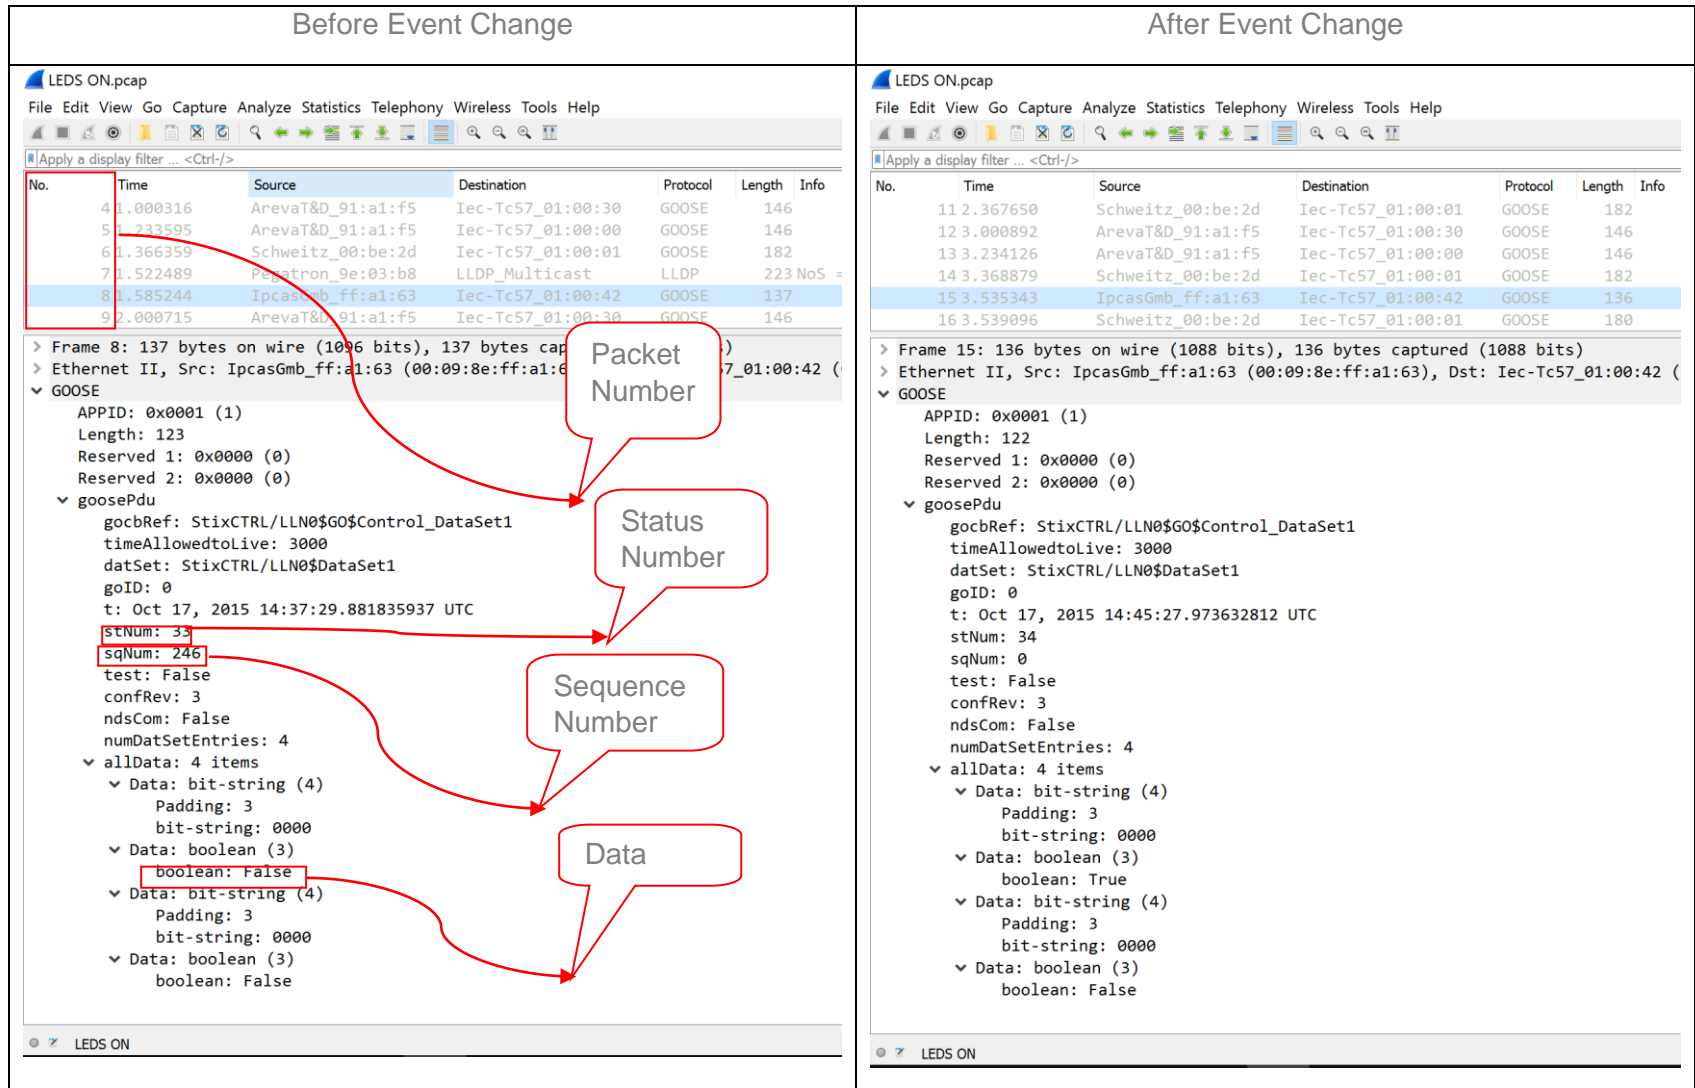 Before Event Change
LEDS ON.pcap
File Edit View Go Capture Analyze Statistics Telephony Wireless Tools Help
Apply a display filter ... <Ctrl-/>
No. Time Source Destination Protocol Length Info
4 1.000316 ArevaT&D_91:a1:f5 Iec-Tc57_01:00:30 GOOSE 146
5 1.233595 ArevaT&D_91:a1:f5 Iec-Tc57_01:00:00 GOOSE 146
6 1.366359 Schweitz_00:be:2d Iec-Tc57_01:00:01 GOOSE 182
7 1.522489 Pegatron_9e:03:b8 LLDP_Multicast LLDP 223 NoS =
8 1.585244 IpcasGmb_ff:a1:63 Iec-Tc57_01:00:42 GOOSE 137
9 2.000715 ArevaT&D_91:a1:f5 Iec-Tc57_01:00:30 GOOSE 146
Frame 8: 137 bytes on wire (1096 bits), 137 bytes cap )
Ethernet II, Src: IpcasGmb_ff:a1:63 (00:09:8e:ff:a1:6 7_01:00:42 (
GOOSE
APPID: 0x0001 (1)
Length: 123
Reserved 1: 0x0000 (0)
Reserved 2: 0x0000 (0)
goosePdu
gocbRef: StixCTRL/LLN0$GO$Control_DataSet1
timeAllowedtoLive: 3000
datSet: StixCTRL/LLN0$DataSet1
goID: 0
t: Oct 17, 2015 14:37:29.881835937 UTC
stNum: 33
sqNum: 246
test: False
confRev: 3
ndsCom: False
numDatSetEntries: 4
allData: 4 items
Data: bit-string (4)
Padding: 3
bit-string: 0000
Data: boolean (3)
boolean: False
Data: bit-string (4)
Padding: 3
bit-string: 0000
Data: boolean (3)
boolean: False
LEDS ON
Packet
Number
Status
Number
Sequence
Number
Data
After Event Change
LEDS ON.pcap
File Edit View Go Capture Analyze Statistics Telephony Wireless Tools Help
Apply a display filter ... <Ctrl-/>
No. Time Source Destination Protocol Length Info
11 2.367650 Schweitz_00:be:2d Iec-Tc57_01:00:01 GOOSE 182
12 3.000892 ArevaT&D_91:a1:f5 Iec-Tc57_01:00:30 GOOSE 146
13 3.234126 ArevaT&D_91:a1:f5 Iec-Tc57_01:00:00 GOOSE 146
14 3.368879 Schweitz_00:be:2d Iec-Tc57_01:00:01 GOOSE 182
15 3.535343 IpcasGmb_ff:a1:63 Iec-Tc57_01:00:42 GOOSE 136
16 3.539096 Schweitz_00:be:2d Iec-Tc57_01:00:01 GOOSE 180
Frame 15: 136 bytes on wire (1088 bits), 136 bytes captured (1088 bits)
Ethernet II, Src: IpcasGmb_ff:a1:63 (00:09:8e:ff:a1:63), Dst: Iec-Tc57_01:00:42 (
GOOSE
APPID: 0x0001 (1)
Length: 122
Reserved 1: 0x0000 (0)
Reserved 2: 0x0000 (0)
goosePdu
gocbRef: StixCTRL/LLN0$GO$Control_DataSet1
timeAllowedtoLive: 3000
datSet: StixCTRL/LLN0$DataSet1
goID: 0
t: Oct 17, 2015 14:45:27.973632812 UTC
stNum: 34
sqNum: 0
test: False
confRev: 3
ndsCom: False
numDatSetEntries: 4
allData: 4 items
Data: bit-string (4)
Padding: 3
bit-string: 0000
Data: boolean (3)
boolean: True
Data: bit-string (4)
Padding: 3
bit-string: 0000
Data: boolean (3)
boolean: False
LEDS ON